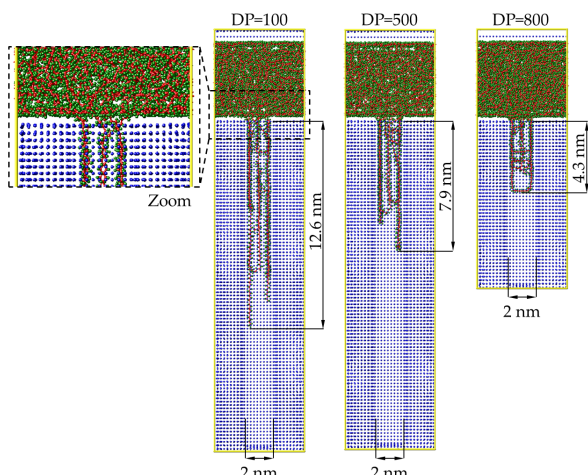 DP=100
DP=500
DP=800
Zoom
12.6 nm
7.9 nm
4.3 nm
2 nm
2 nm
2 nm